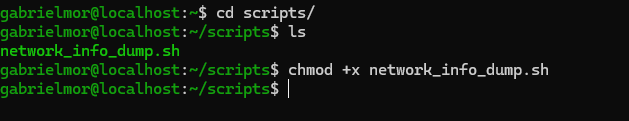 gabrielmor@localhost:~$ cd scripts/
gabrielmor@localhost:~/scripts$ ls
network_info_dump.sh
gabrielmor@localhost:~/scripts$ chmod +x network_info_dump.sh
gabrielmor@localhost:~/scripts$